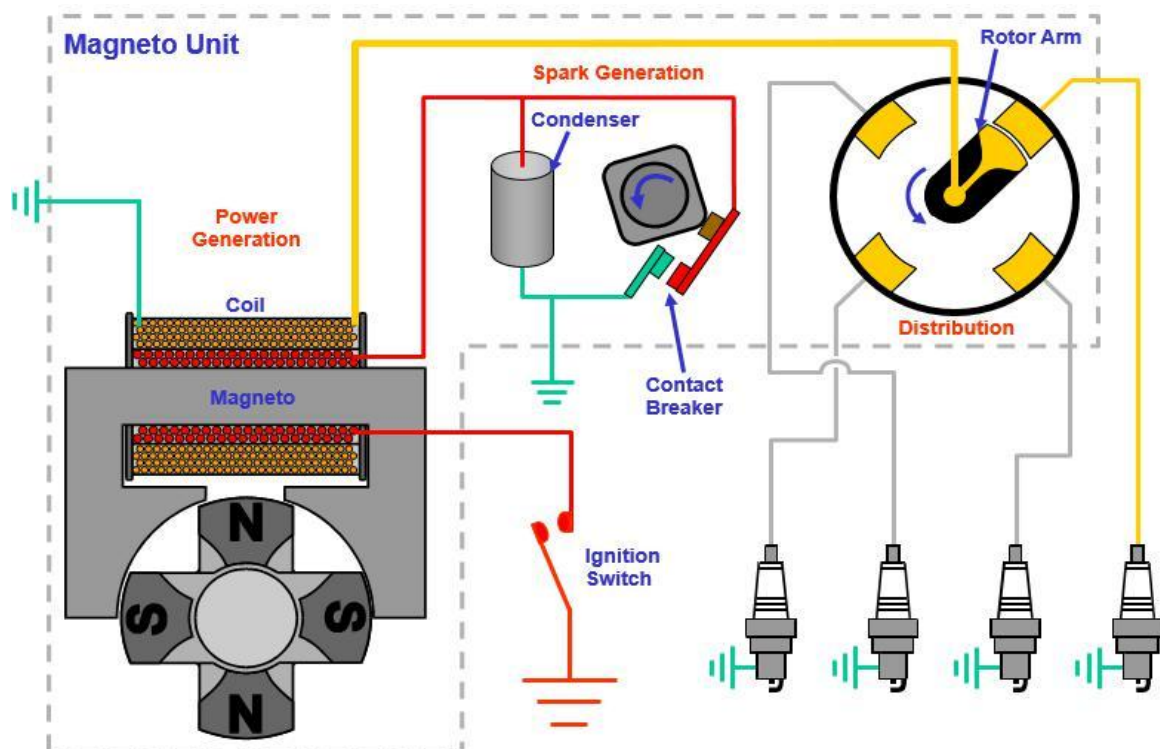 Magneto Unit
Rotor Arm
Spark Generation
Condenser
Power
Generation
Coil
Distribution
Contact
Breaker
Magneto
Ignition
Switch
N
S
S
N